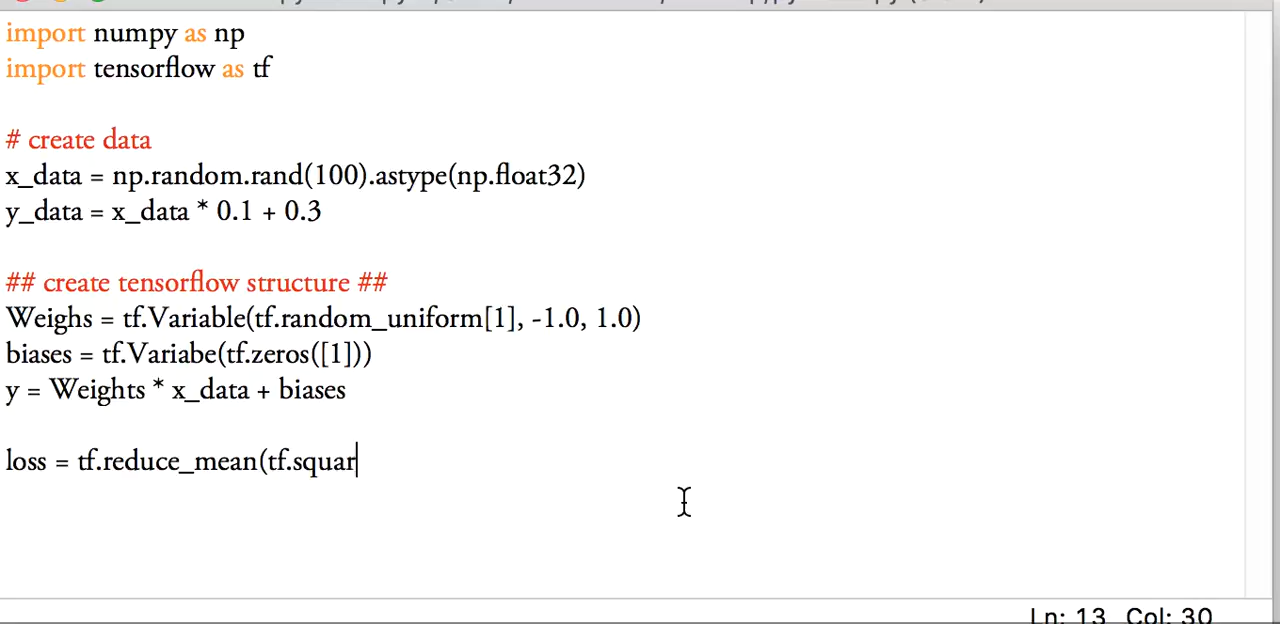 import numpy as np
import tensorflow as tf
# create data
x_data = np.random.rand(100).astype(np.float32)
y_data = x_data * 0.1 + 0.3
## create tensorflow structure ##
Weighs = tf.Variable(tf.random_uniform[1], -1.0, 1.0)
biases = tf.Variabe(tf.zeros([1]))
y = Weights * x_data + biases
loss = tf.reduce_mean(tf.squar
Ln: 13 Col: 30